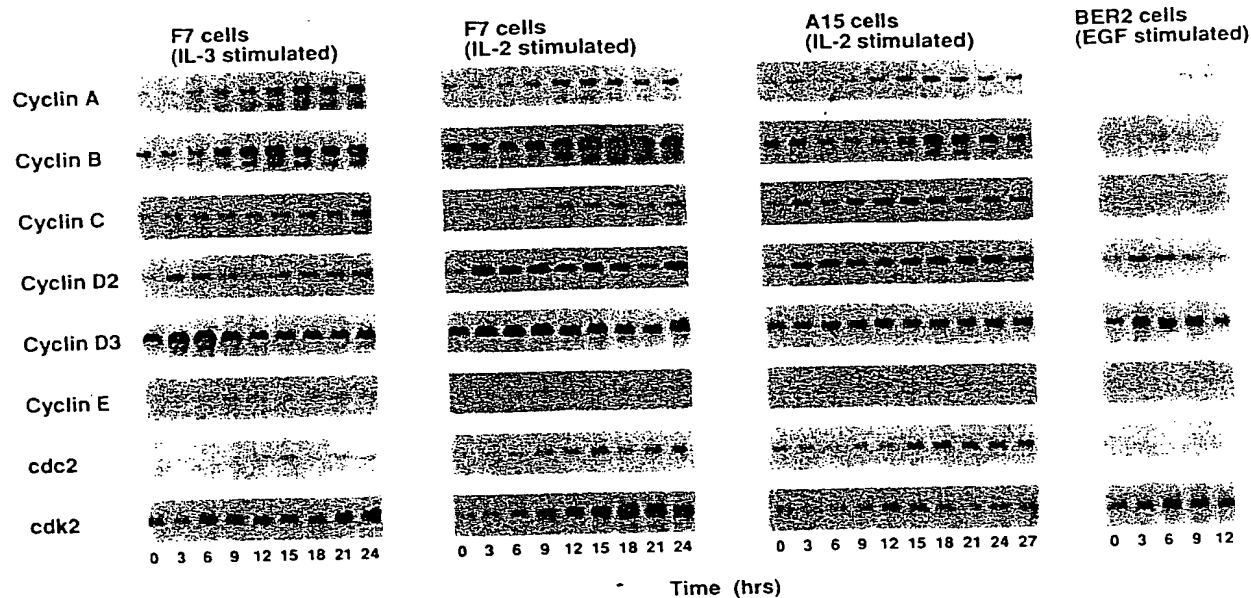 F7 cells
(IL-3 stimulated)
F7 cells
(IL-2 stimulated)
A15 cells
(IL-2 stimulated)
BER2 cells
(EGF stimulated)
Cyclin A
Cyclin B
Cyclin C
Cyclin D2
Cyclin D3
Cyclin E
cdc2
cdk2
0 3 6 9 12 15 18 21 24
0 3 6 9 12 15 18 21 24
0 3 6 9 12 15 18 21 24 27
0 3 6 9 12
Time (hrs)